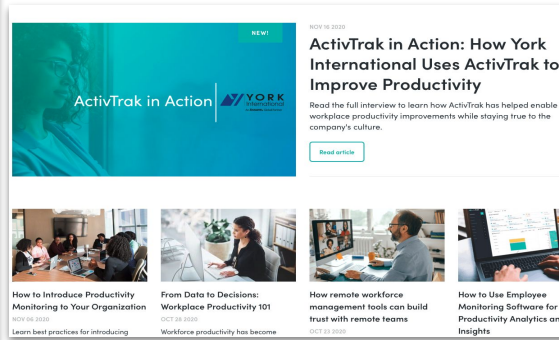 NEW!
ActivTrak in Action
YORK
International
NOV 18 2020
ActivTrak in Action: How York
International Uses ActivTrak to
Improve Productivity
Read the full interview to learn how ActivTrak has helped enable
workplace productivity improvements while staying true to the
company's culture.
Read article
How to Introduce Productivity
Monitoring to Your Organization
NOV 06 2020
Learn best practices for introducing
From Data to Decisions:
Workplace Productivity 101
OCT 28 2020
Workforce productivity has become
How remote workforce
management tools can build
trust with remote teams
OCT 23 2020
How to Use Employee
Monitoring Software for
Productivity Analytics an
Insights